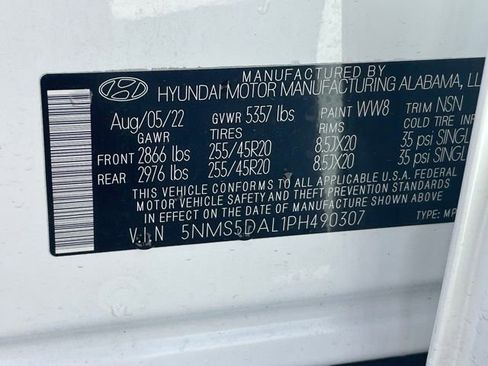 MANUFACTURED BY
HYUNDAI MOTOR MANUFACTURING ALABAMA,
Aug/05/22 GVWR 5357 lbs PAINT WW8 TRIM NSN
GAWR TIRES RIMS COLD TIRE
FRONT 2866 lbs 255/45R20 8.5JX20 35 psi SINGL
REAR 2976 lbs 255/45R20 8.5JX20 35 psi SINGL
THIS VEHICLE CONFORMS TO ALL APPLICABLE U.S.A. FEDERAL
MOTOR VEHICLE SAFETY AND THEFT PREVENTION STANDARDS
IN EFFECT ON THE DATE OF MANUFACTURE SHOWN ABOVE.
V.I.N 5NMS5DAL1PH490307 TYPE: MP